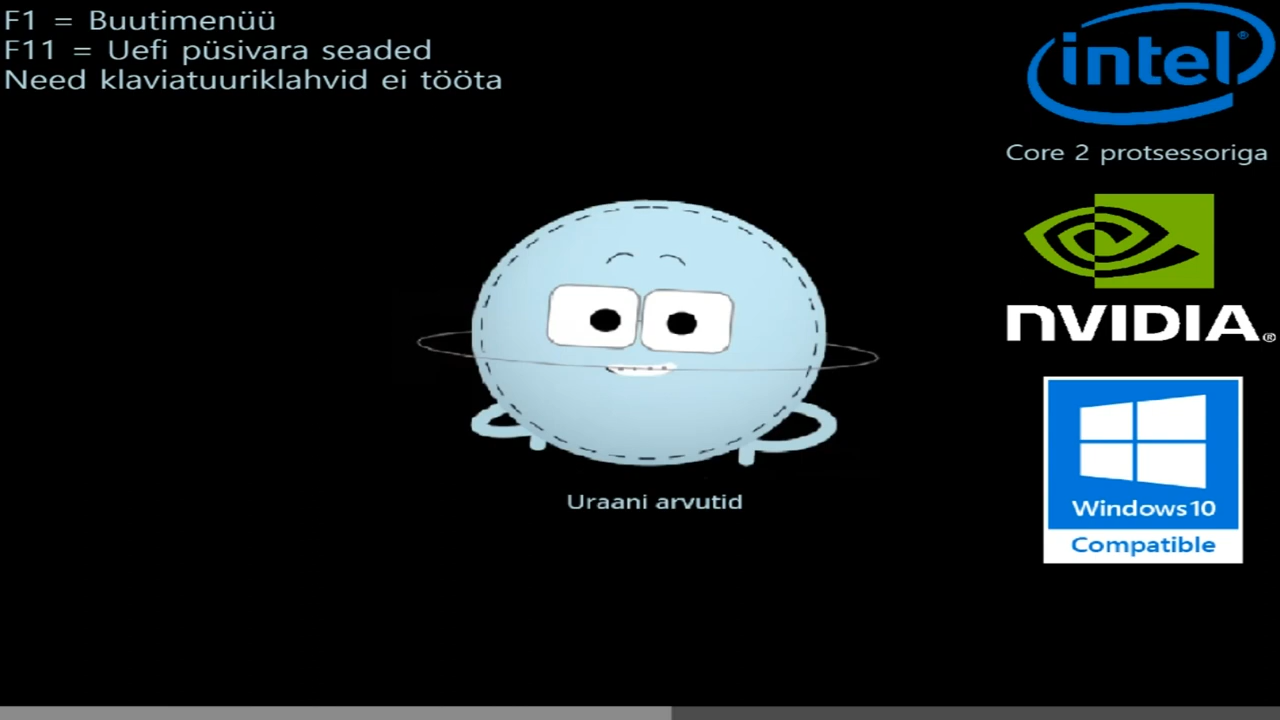 F1 = Buutimenüü
F11 = Uefi püsivara seaded
Need klaviatuuriklahvid ei tööta
intel®
Core 2 protsessoriga
NVIDIA®
Windows10
Compatible
Uraani arvutid